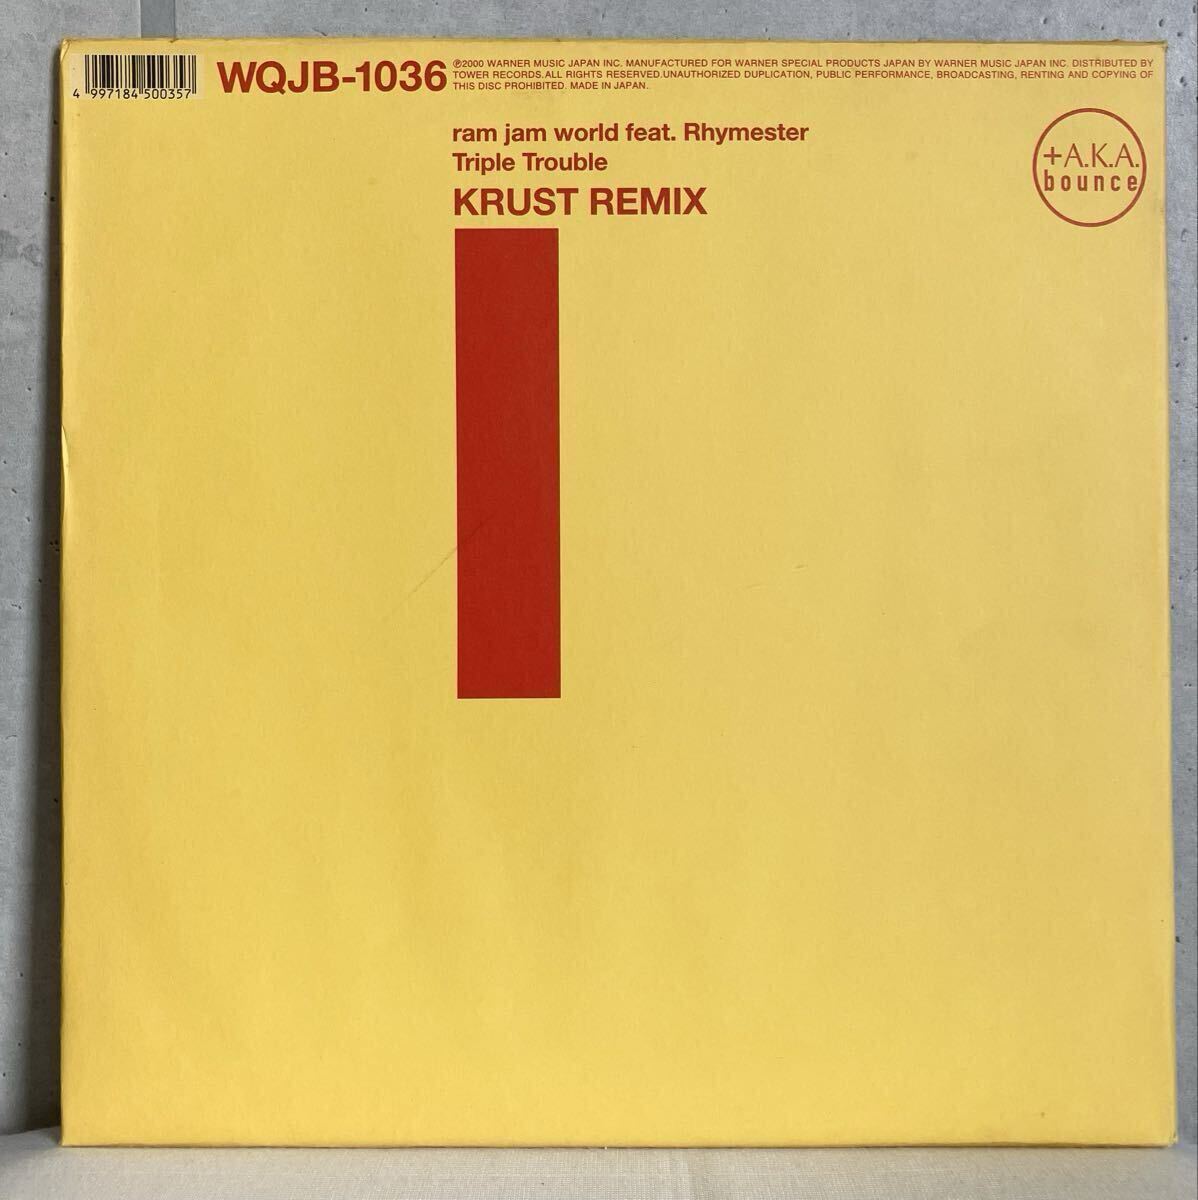 4 997184 500357
WQJB-1036
℗2000 WARNER MUSIC JAPAN INC. MANUFACTURED FOR WARNER SPECIAL PRODUCTS JAPAN BY WARNER MUSIC JAPAN INC. DISTRIBUTED BY
TOWER RECORDS.ALL RIGHTS RESERVED.UNAUTHORIZED DUPLICATION, PUBLIC PERFORMANCE, BROADCASTING, RENTING AND COPYING OF
THIS DISC PROHIBITED. MADE IN JAPAN.
ram jam world feat. Rhymester
Triple Trouble
KRUST REMIX
+A.K.A.
bounce